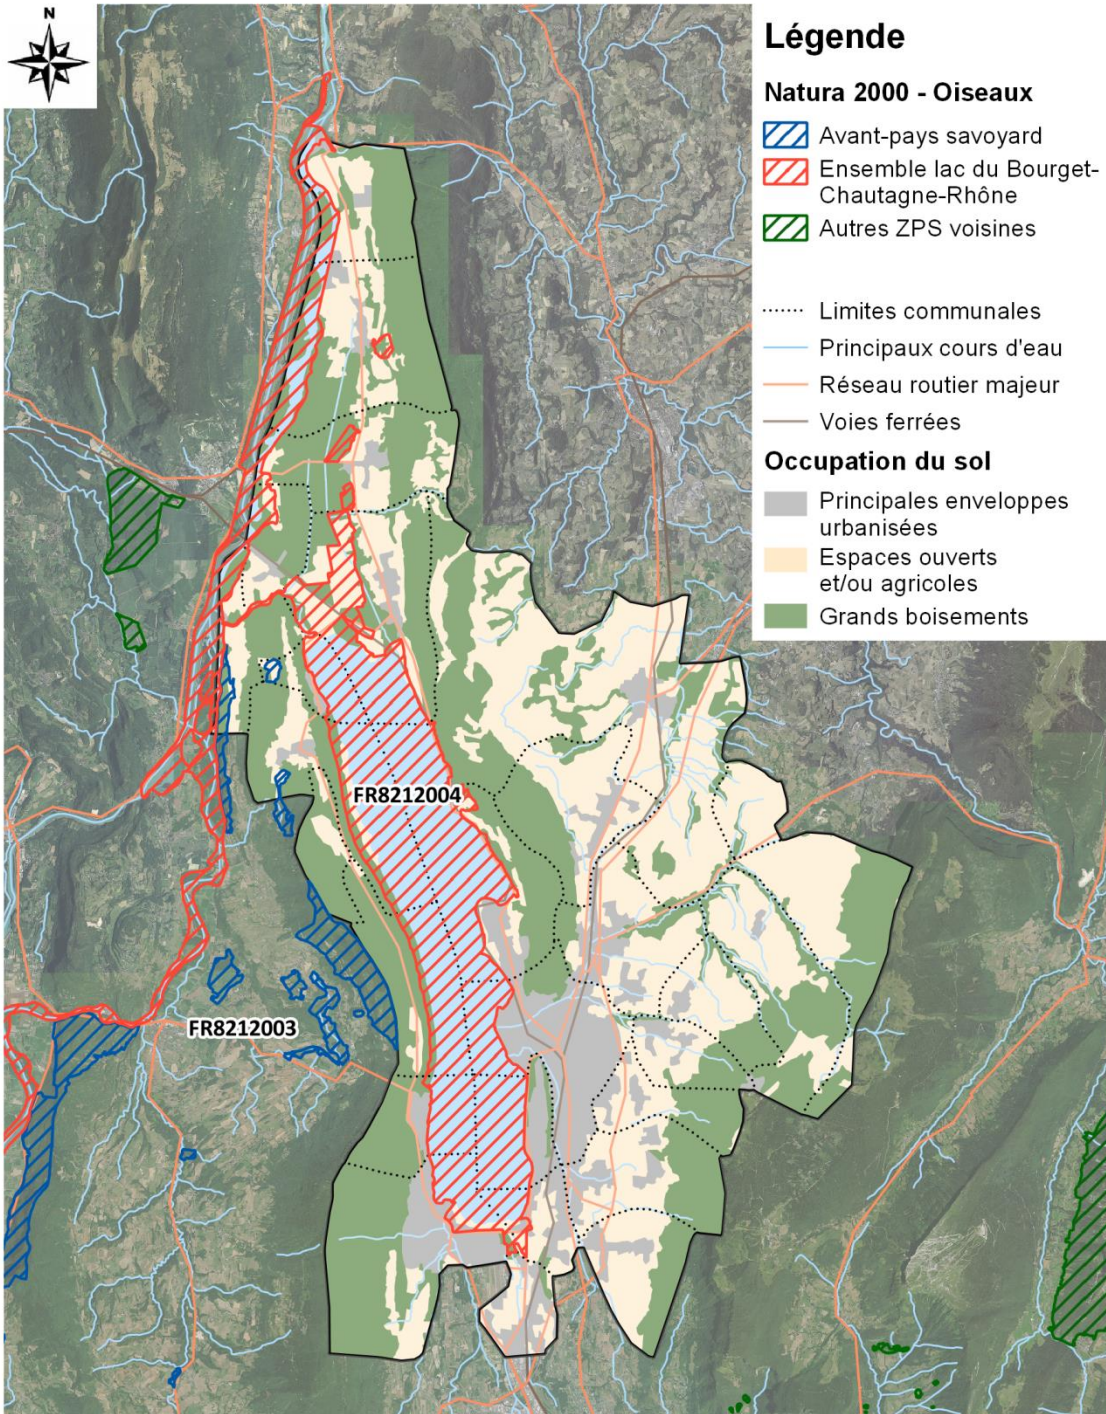 N
Légende
Natura 2000 - Oiseaux
Avant-pays savoyard
Ensemble lac du Bourget-
Chautagne-Rhône
Autres ZPS voisines
Limites communales
Principaux cours d'eau
Réseau routier majeur
Voies ferrées
Occupation du sol
Principales enveloppes
urbanisées
Espaces ouverts
et/ou agricoles
Grands boisements
FR8212004
FR8212003